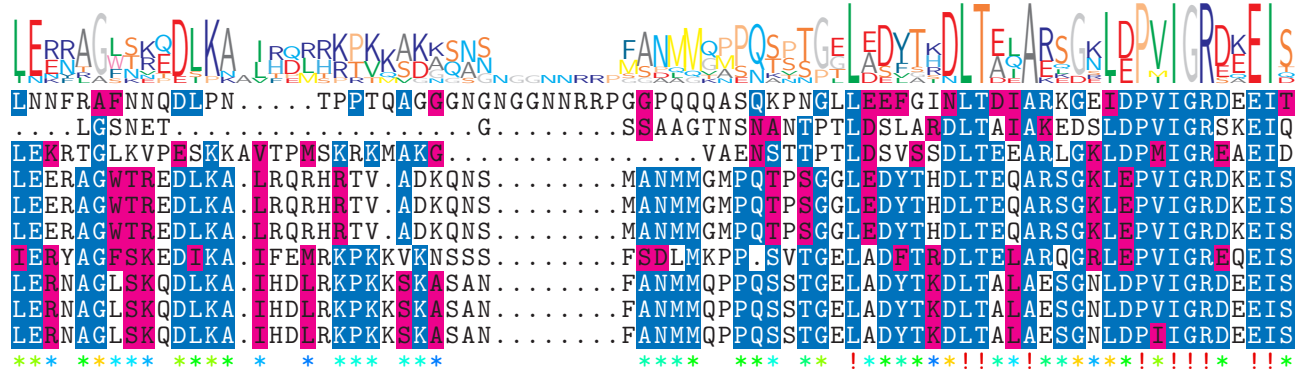 LNNFRAFNNQDLPN.....TPPTQAGGGNGNGGNNRRPGGPQQQASQKPNGLLEEFGINLTDIARKGEIDPVIGRDEEIT
....LGSNET...................G........SSAAGTNSNANTPTLDSLARDLTAIAKEDSLDPVIGRSKEIQ
LEKRTGLKVPESKKAVTPMSKRKMAKG................VAENSTTPTLDSVSSDLTEEARLGKLDPMIGREAEID
LEERAGWTREDLKA.LRQRHRTV.ADKQNS........MANMMGMPQTPSGGLEDYTHDLTEQARSGKLEPVIGRDKEIS
LEERAGWTREDLKA.LRQRHRTV.ADKQNS........MANMMGMPQTPSGGLEDYTHDLTEQARSGKLEPVIGRDKEIS
LEERAGWTREDLKA.LRQRHRTV.ADKQNS........MANMMGMPQTPSGGLEDYTHDLTEQARSGKLEPVIGRDKEIS
IERYAGFSKEDIKA.IFEMRKPKKVKNSSS........FSDLMKPP.SVTGELADFTRDLTELARQGRLEPVIGREQEIS
LERNAGLSKQDLKA.IHDLRKPKKSKASAN........FANMMQPPQSSTGELADYTKDLTALAESGNLDPVIGRDEEIS
LERNAGLSKQDLKA.IHDLRKPKKSKASAN........FANMMQPPQSSTGELADYTKDLTALAESGNLDPVIGRDEEIS
LERNAGLSKQDLKA.IHDLRKPKKSKASAN........FANMMQPPQSSTGELADYTKDLTALAESGNLDPIIGRDEEIS
*** ***** **** * * *** *** **** *** ** !******!!**!******!*!!!* !!*